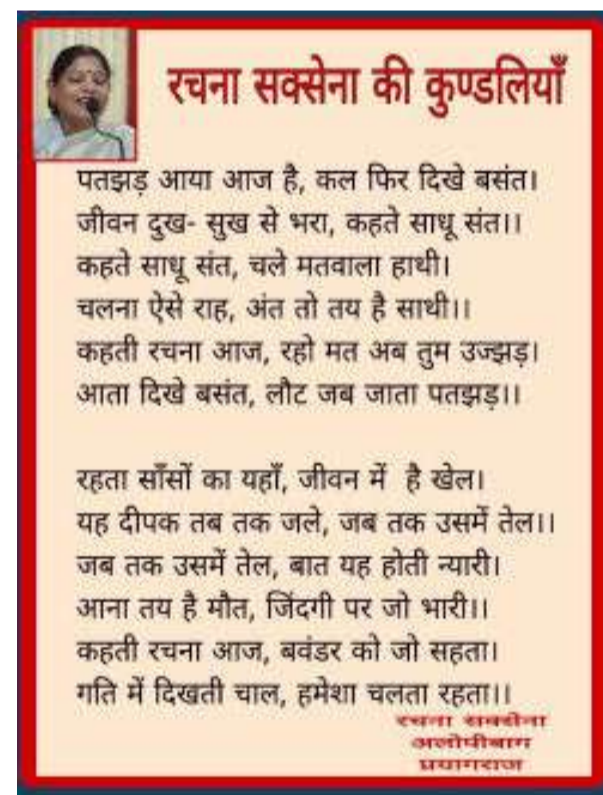 रचना सक्सेना की कुण्डलियाँ
पतझड़ आया आज है, कल फिर दिखे बसंत।
जीवन दुख- सुख से भरा, कहते साधू संत।।
कहते साधू संत, चले मतवाला हाथी।
चलना ऐसे राह, अंत तो तय है साथी।।
कहती रचना आज, रहो मत अब तुम उज्झड़।
आता दिखे बसंत, लौट जब जाता पतझड़।।
रहता साँसों का यहाँ, जीवन में है खेल।
यह दीपक तब तक जले, जब तक उसमें तेल।।
जब तक उसमें तेल, बात यह होती न्यारी।
आना तय है मौत, जिंदगी पर जो भारी।।
कहती रचना आज, बवंडर को जो सहता।
गति में दिखती चाल, हमेशा चलता रहता।।
रचना सक्सेना
अलोपीबाग
प्रयागराज